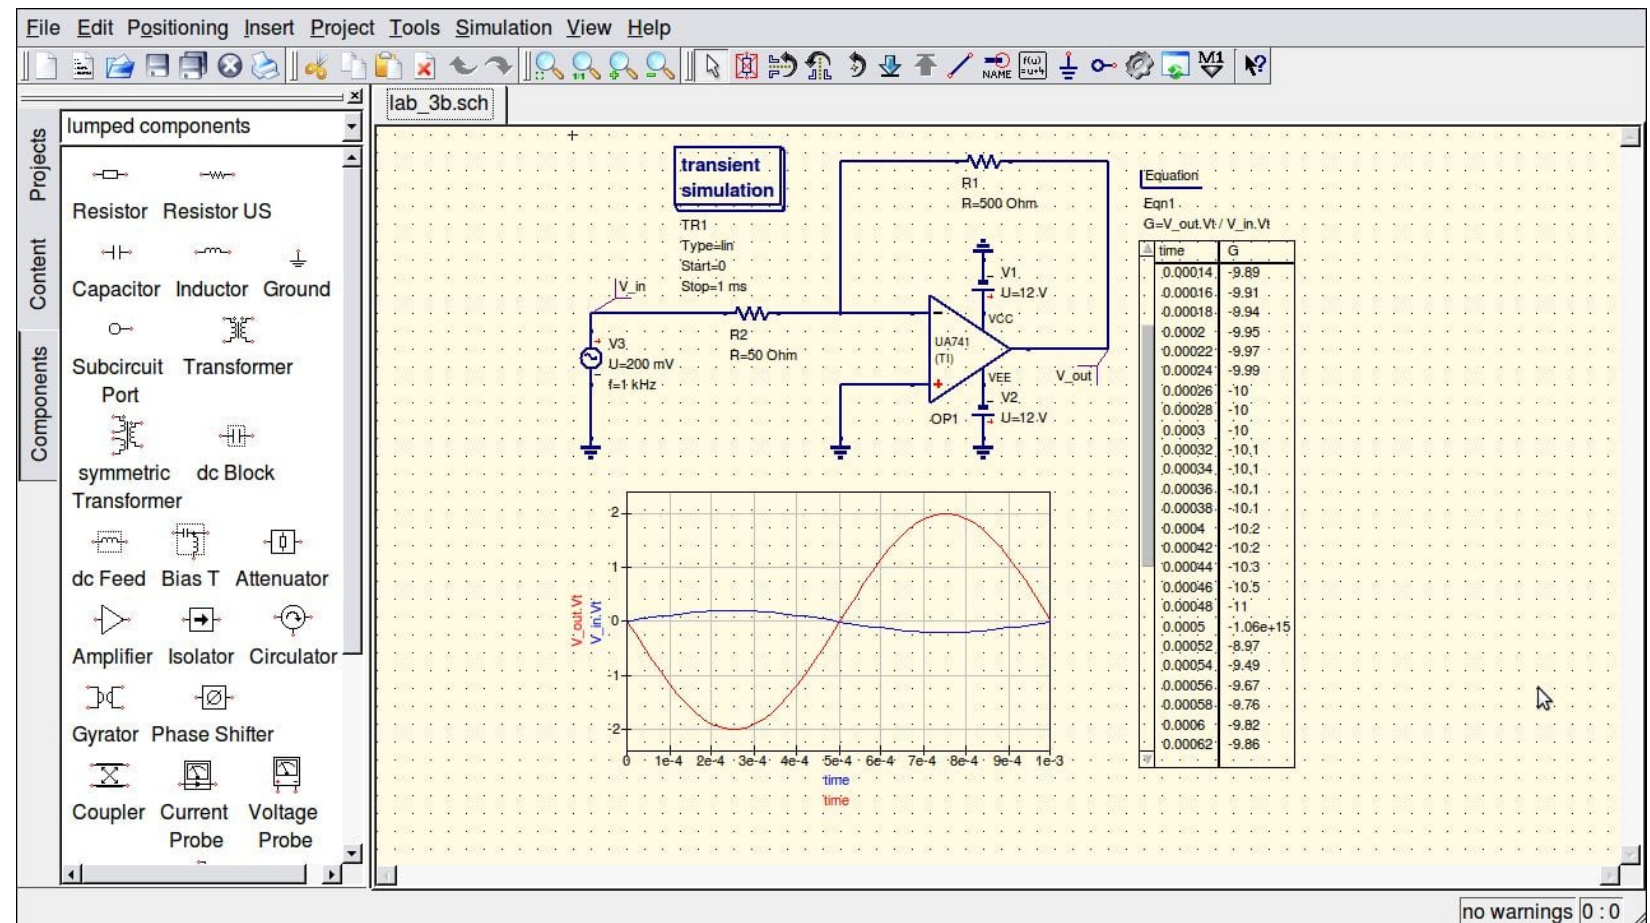 File Edit Positioning Insert Project Tools Simulation View Help
NAME
f(u)
=u+4
M1
lab_3b.sch
Projects
Content
Components
lumped components
Resistor Resistor US
Capacitor Inductor Ground
Subcircuit Transformer
Port
symmetric dc Block
Transformer
dc Feed Bias T Attenuator
Amplifier Isolator Circulator
Gyrator Phase Shifter
Coupler Current Voltage
Probe Probe
transient
simulation
TR1
Type=lin
Start=0
Stop=1 ms
V_in
V3
U=200 mV
f=1 kHz
R2
R=50 Ohm
R1
R=500 Ohm
V1
U=12 V
VCC
UA741
(TI)
VEE
V2
U=12 V
OP1
V_out
Equation
Eqn1
G=V_out.Vt / V_in.Vt
time G
0.00014 -9.89
0.00016 -9.91
0.00018 -9.94
0.0002 -9.95
0.00022 -9.97
0.00024 -9.99
0.00026 -10
0.00028 -10
0.0003 -10
0.00032 -10.1
0.00034 -10.1
0.00036 -10.1
0.00038 -10.1
0.0004 -10.2
0.00042 -10.2
0.00044 -10.3
0.00046 -10.5
0.00048 -11
0.0005 -1.06e+15
0.00052 -8.97
0.00054 -9.49
0.00056 -9.67
0.00058 -9.76
0.0006 -9.82
0.00062 -9.86
V_out.Vt
V_in.Vt
2
1
0
-1
-2
0 1e-4 2e-4 3e-4 4e-4 5e-4 6e-4 7e-4 8e-4 9e-4 1e-3
time
time
no warnings 0 : 0